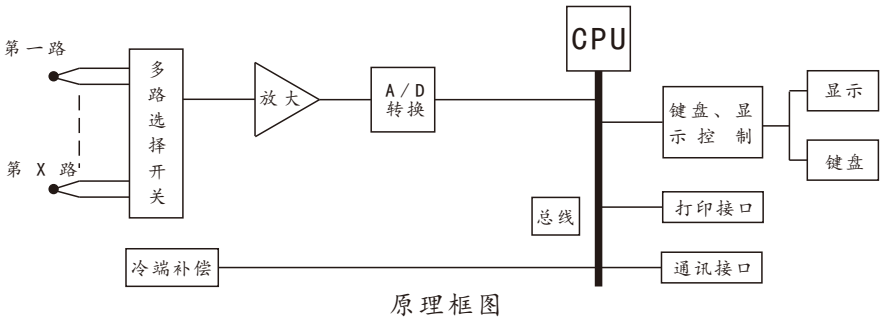 CPU
第一路
多路选择开关
放大
A/D
转换
键盘、显
示控制
显示
键盘
第X路
总线
打印接口
冷端补偿
通讯接口
原理框图